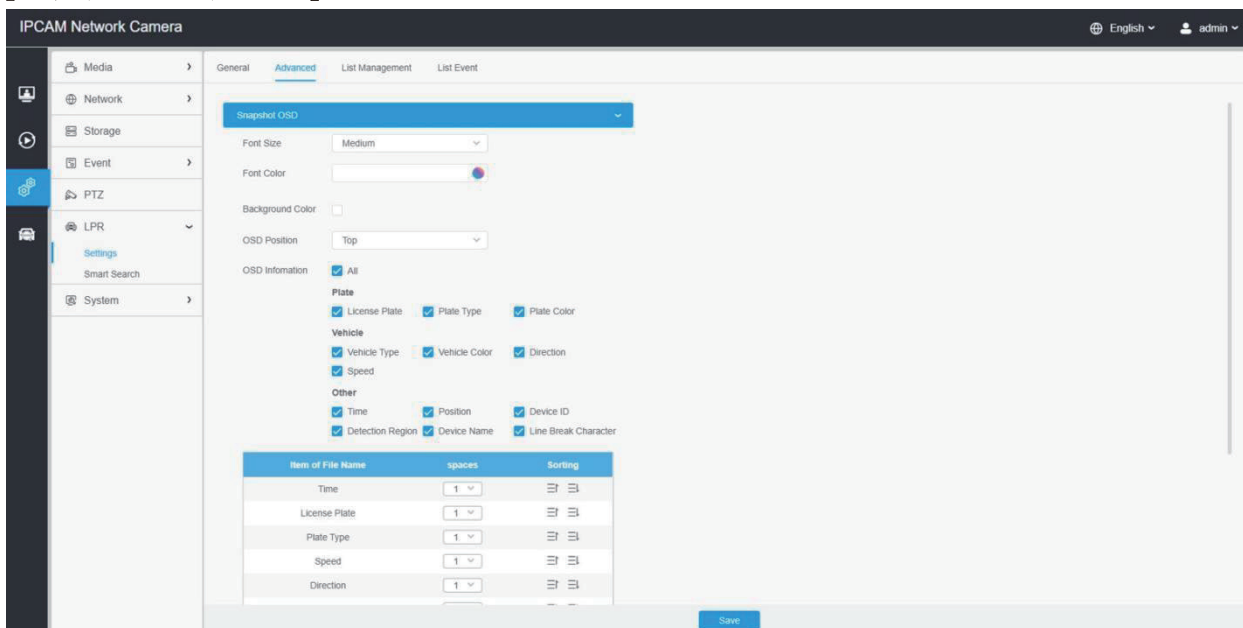 IPCAM Network Camera
English
admin
Media
Network
Storage
Event
PTZ
LPR
Settings
Smart Search
System
General Advanced List Management List Event
Snapshot OSD
Font Size Medium
Font Color
Background Color
OSD Position Top
OSD Infomation All
Plate
License Plate Plate Type Plate Color
Vehicle
Vehicle Type Vehicle Color Direction
Speed
Other
Time Position Device ID
Detection Region Device Name Line Break Character
Item of File Name spaces Sorting
Time 1
License Plate 1
Plate Type 1
Speed 1
Direction 1
Save